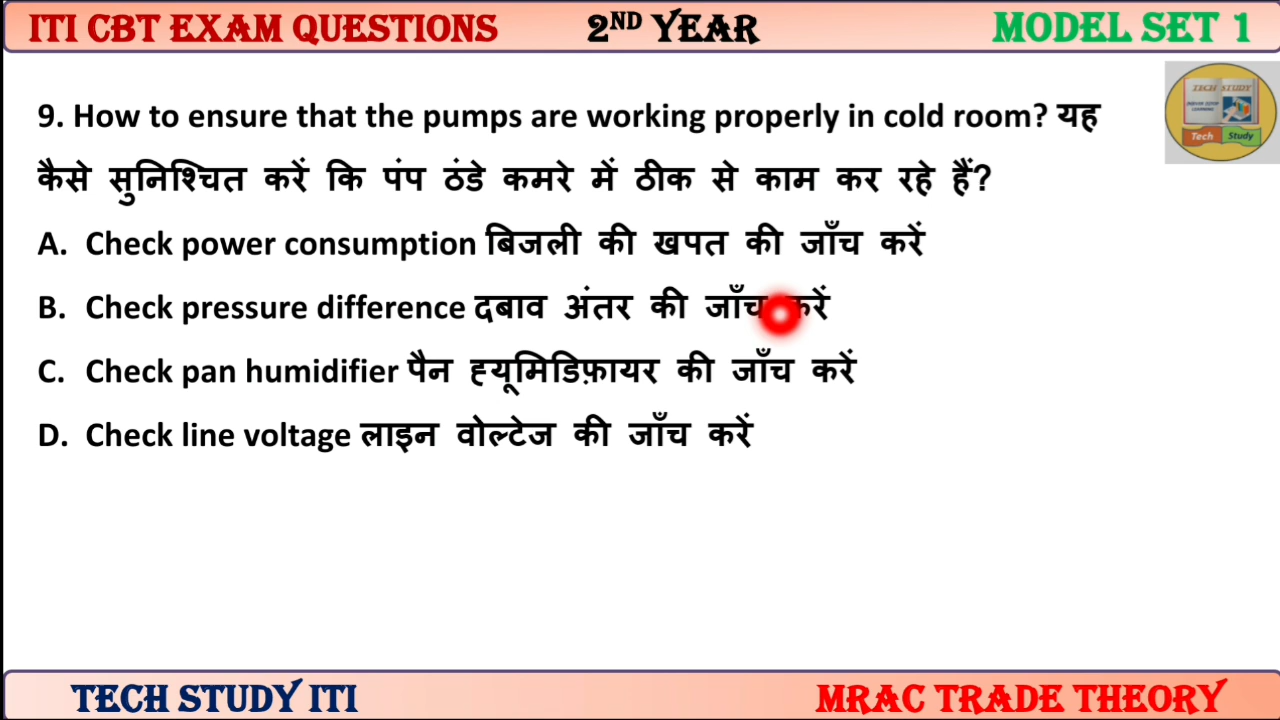 ITI CBT EXAM QUESTIONS 2ND YEAR MODEL SET 1
TECH STUDY
Tech Study
9. How to ensure that the pumps are working properly in cold room? यह
कैसे सुनिश्चित करें कि पंप ठंडे कमरे में ठीक से काम कर रहे हैं?
A. Check power consumption बिजली की खपत की जाँच करें
B. Check pressure difference दबाव अंतर की जाँच करें
C. Check pan humidifier पैन ह्यूमिडिफ़ायर की जाँच करें
D. Check line voltage लाइन वोल्टेज की जाँच करें
TECH STUDY ITI MRAC TRADE THEORY